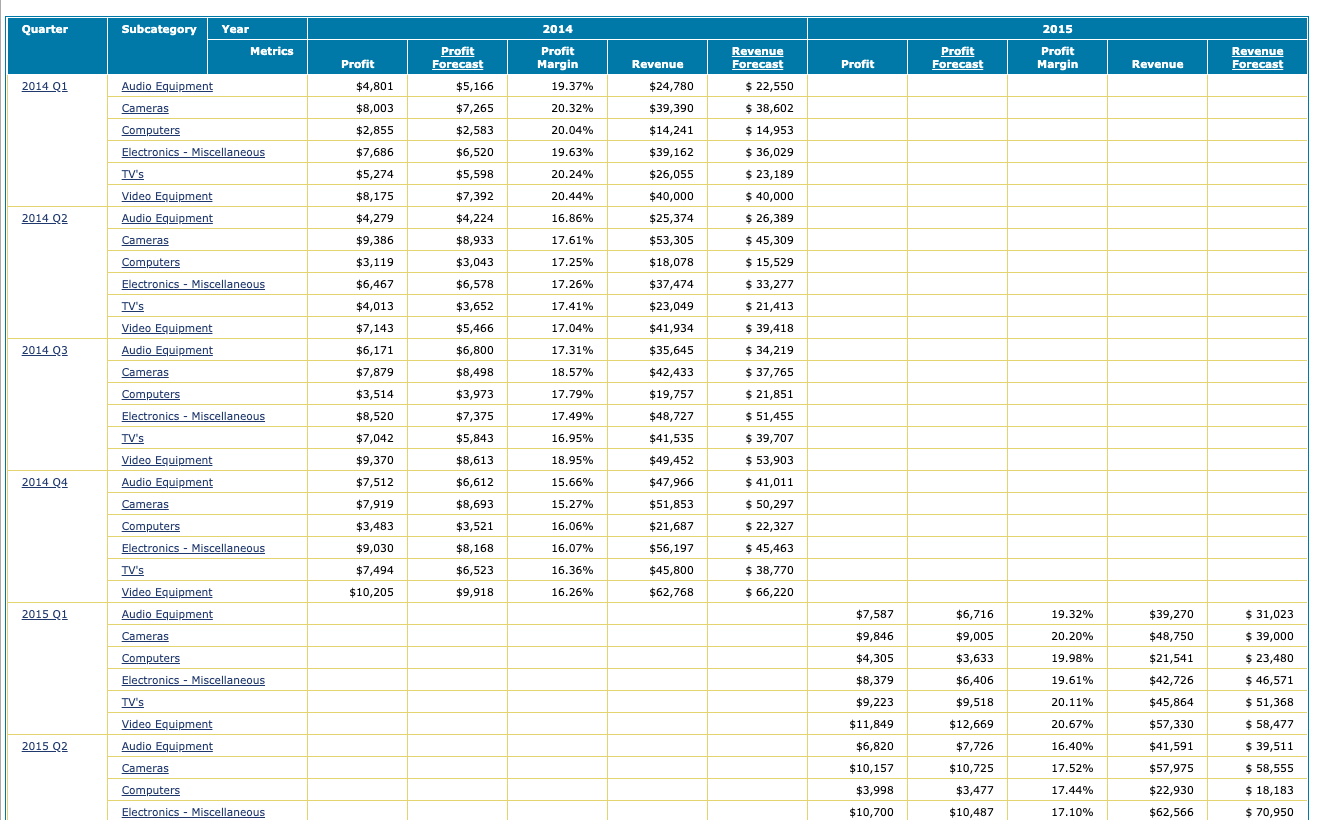 Quarter Subcategory Year 2014 2015
Metrics Profit Profit Forecast Profit Margin Revenue Revenue Forecast Profit Profit Forecast Profit Margin Revenue Revenue Forecast
2014 Q1 Audio Equipment $4,801 $5,166 19.37% $24,780 $ 22,550
Cameras $8,003 $7,265 20.32% $39,390 $ 38,602
Computers $2,855 $2,583 20.04% $14,241 $ 14,953
Electronics - Miscellaneous $7,686 $6,520 19.63% $39,162 $ 36,029
TV's $5,274 $5,598 20.24% $26,055 $ 23,189
Video Equipment $8,175 $7,392 20.44% $40,000 $ 40,000
2014 Q2 Audio Equipment $4,279 $4,224 16.86% $25,374 $ 26,389
Cameras $9,386 $8,933 17.61% $53,305 $ 45,309
Computers $3,119 $3,043 17.25% $18,078 $ 15,529
Electronics - Miscellaneous $6,467 $6,578 17.26% $37,474 $ 33,277
TV's $4,013 $3,652 17.41% $23,049 $ 21,413
Video Equipment $7,143 $5,466 17.04% $41,934 $ 39,418
2014 Q3 Audio Equipment $6,171 $6,800 17.31% $35,645 $ 34,219
Cameras $7,879 $8,498 18.57% $42,433 $ 37,765
Computers $3,514 $3,973 17.79% $19,757 $ 21,851
Electronics - Miscellaneous $8,520 $7,375 17.49% $48,727 $ 51,455
TV's $7,042 $5,843 16.95% $41,535 $ 39,707
Video Equipment $9,370 $8,613 18.95% $49,452 $ 53,903
2014 Q4 Audio Equipment $7,512 $6,612 15.66% $47,966 $ 41,011
Cameras $7,919 $8,693 15.27% $51,853 $ 50,297
Computers $3,483 $3,521 16.06% $21,687 $ 22,327
Electronics - Miscellaneous $9,030 $8,168 16.07% $56,197 $ 45,463
TV's $7,494 $6,523 16.36% $45,800 $ 38,770
Video Equipment $10,205 $9,918 16.26% $62,768 $ 66,220
2015 Q1 Audio Equipment $7,587 $6,716 19.32% $39,270 $ 31,023
Cameras $9,846 $9,005 20.20% $48,750 $ 39,000
Computers $4,305 $3,633 19.98% $21,541 $ 23,480
Electronics - Miscellaneous $8,379 $6,406 19.61% $42,726 $ 46,571
TV's $9,223 $9,518 20.11% $45,864 $ 51,368
Video Equipment $11,849 $12,669 20.67% $57,330 $ 58,477
2015 Q2 Audio Equipment $6,820 $7,726 16.40% $41,591 $ 39,511
Cameras $10,157 $10,725 17.52% $57,975 $ 58,555
Computers $3,998 $3,477 17.44% $22,930 $ 18,183
Electronics - Miscellaneous $10,700 $10,487 17.10% $62,566 $ 70,950